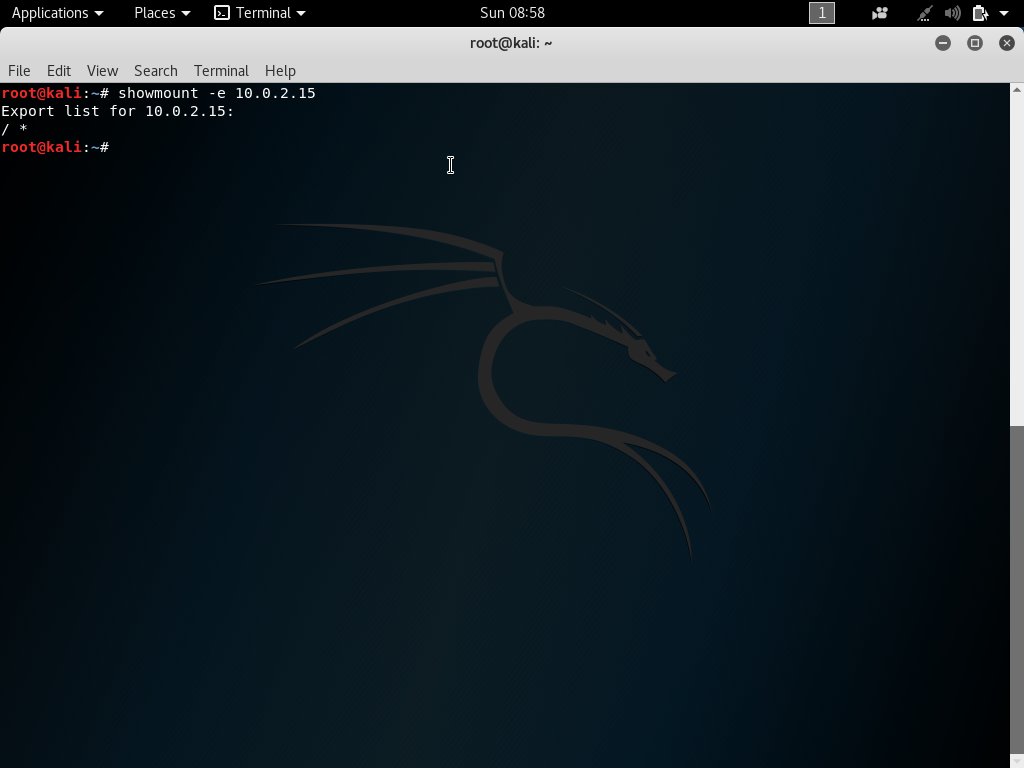 Applications Places Terminal Sun 08:58 1
root@kali: ~
File Edit View Search Terminal Help
root@kali:~# showmount -e 10.0.2.15
Export list for 10.0.2.15:
/ *
root@kali:~#